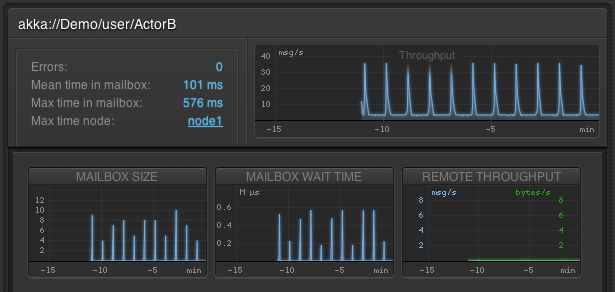 akka://Demo/user/ActorB
Errors: 0
Mean time in mailbox: 101 ms
Max time in mailbox: 576 ms
Max time node: node1
Throughput
msg/s
40
30
20
10
-15 -10 -5 min
MAILBOX SIZE
12
10
8
6
4
2
-15 -10 -5 min
MAILBOX WAIT TIME
M µs
0.6
0.4
0.2
-15 -10 -5 min
REMOTE THROUGHPUT
msg/s bytes/s
8 8
6 6
4 4
2 2
-15 -10 -5 min